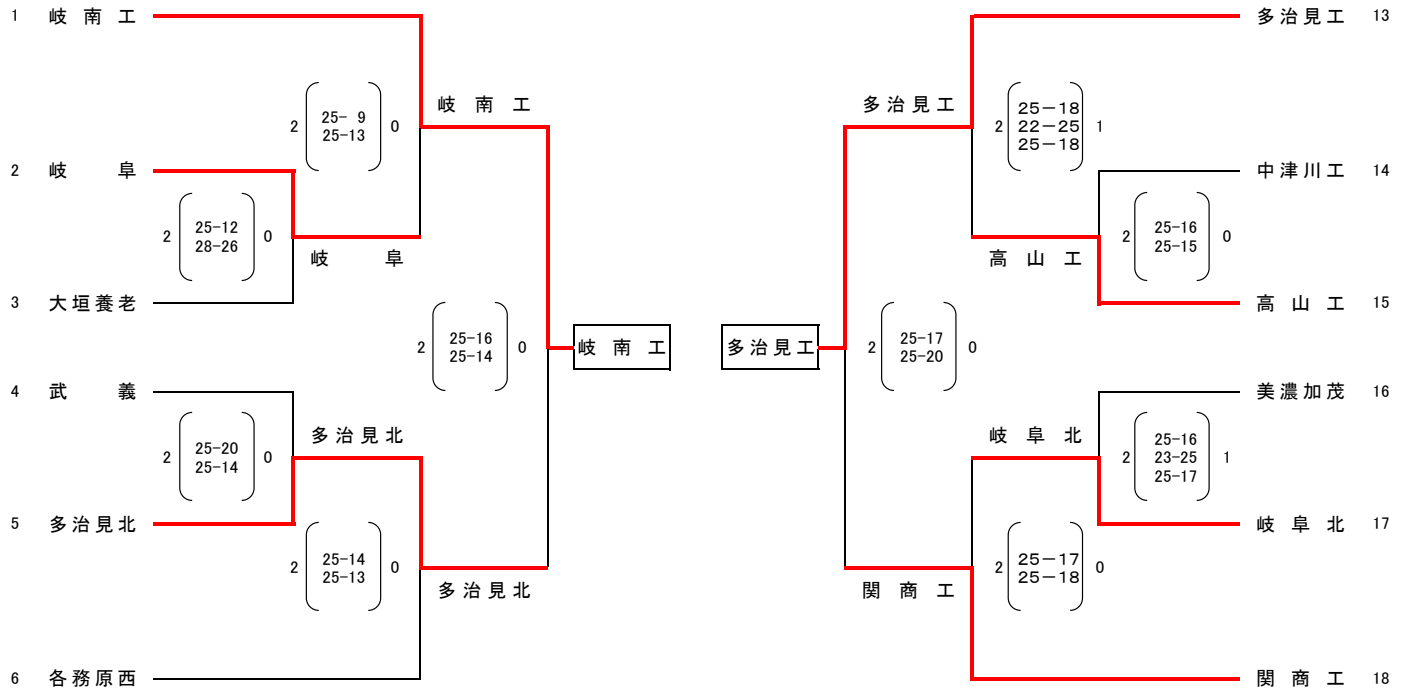 1 岐南工
2 25- 9 0
25-13
岐南工
2 岐阜
2 25-12 0
28-26
岐阜
3 大垣養老
2 25-16 0
25-14
岐南工
4 武義
2 25-20 0
25-14
多治見北
5 多治見北
2 25-14 0
25-13
多治見北
6 各務原西
多治見工 13
多治見工
2 25-18 1
22-25
25-18
中津川工 14
2 25-16 0
25-15
高山工
高山工 15
多治見工
2 25-17 0
25-20
美濃加茂 16
岐阜北
2 25-16 1
23-25
25-17
岐阜北 17
2 25-17 0
25-18
関商工
関商工 18